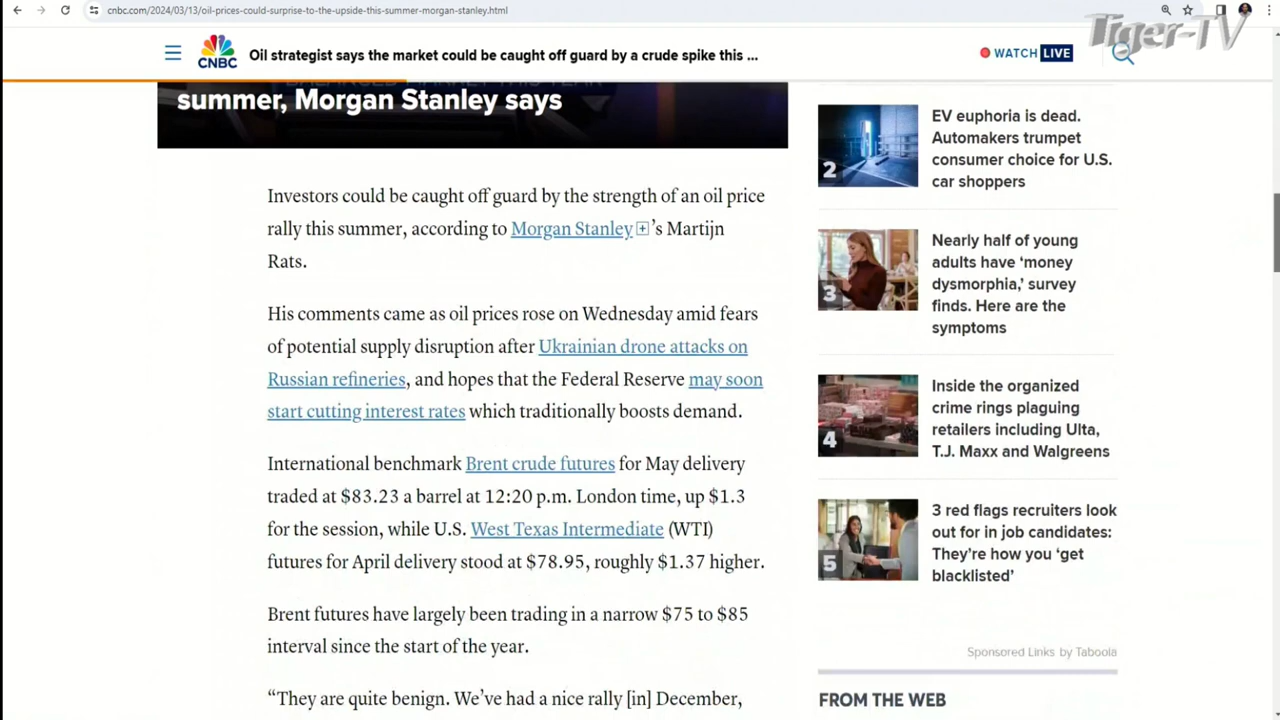 cnbc.com/2024/03/13/oil-prices-could-surprise-to-the-upside-this-summer-morgan-stanley.html
Tiger-TV
CNBC
Oil strategist says the market could be caught off guard by a crude spike this ...
WATCH LIVE
summer, Morgan Stanley says
Investors could be caught off guard by the strength of an oil price
rally this summer, according to Morgan Stanley's Martijn
Rats.
His comments came as oil prices rose on Wednesday amid fears
of potential supply disruption after Ukrainian drone attacks on
Russian refineries, and hopes that the Federal Reserve may soon
start cutting interest rates which traditionally boosts demand.
International benchmark Brent crude futures for May delivery
traded at $83.23 a barrel at 12:20 p.m. London time, up $1.3
for the session, while U.S. West Texas Intermediate (WTI)
futures for April delivery stood at $78.95, roughly $1.37 higher.
Brent futures have largely been trading in a narrow $75 to $85
interval since the start of the year.
“They are quite benign. We’ve had a nice rally [in] December,
2
EV euphoria is dead.
Automakers trumpet
consumer choice for U.S.
car shoppers
3
Nearly half of young
adults have ‘money
dysmorphia,’ survey
finds. Here are the
symptoms
4
Inside the organized
crime rings plaguing
retailers including Ulta,
T.J. Maxx and Walgreens
5
3 red flags recruiters look
out for in job candidates:
They’re how you ‘get
blacklisted’
Sponsored Links by Taboola
FROM THE WEB